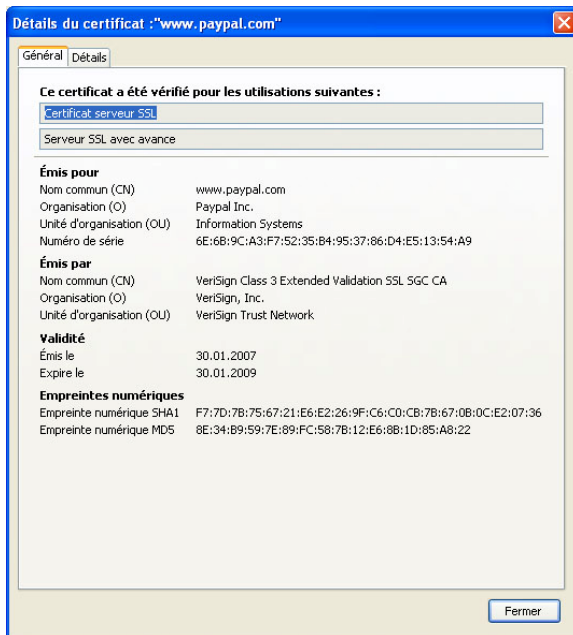 Détails du certificat :"www.paypal.com"
Général Détails
Ce certificat a été vérifié pour les utilisations suivantes :
Certificat serveur SSL
Serveur SSL avec avance
Émis pour
Nom commun (CN) www.paypal.com
Organisation (O) Paypal Inc.
Unité d'organisation (OU) Information Systems
Numéro de série 6E:6B:9C:A3:F7:52:35:B4:95:37:86:D4:E5:13:54:A9
Émis par
Nom commun (CN) VeriSign Class 3 Extended Validation SSL SGC CA
Organisation (O) VeriSign, Inc.
Unité d'organisation (OU) VeriSign Trust Network
Validité
Émis le 30.01.2007
Expire le 30.01.2009
Empreintes numériques
Empreinte numérique SHA1 F7:7D:7B:75:67:21:E6:E2:26:9F:C6:C0:CB:7B:67:0B:0C:E2:07:36
Empreinte numérique MD5 8E:34:B9:59:7E:89:FC:58:7B:12:E6:8B:1D:85:A8:22
Fermer